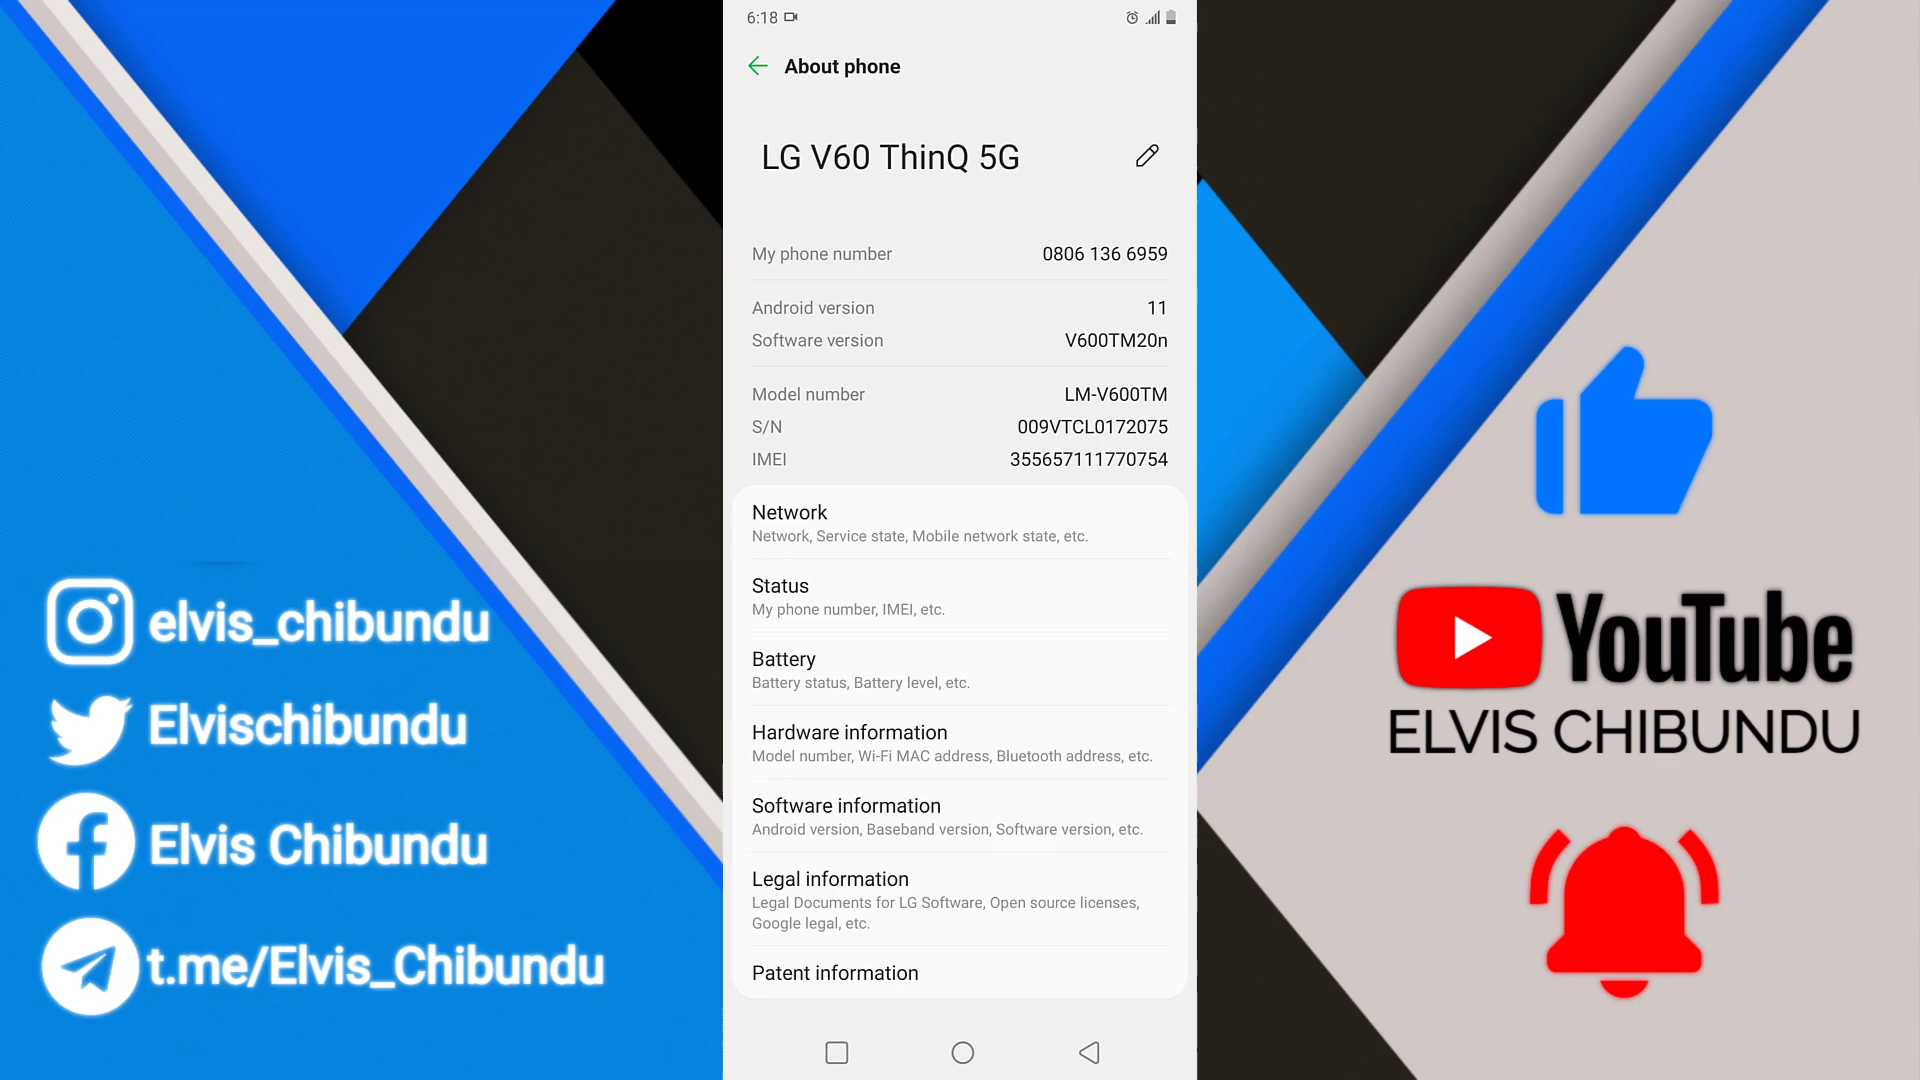 6:18
About phone
LG V60 ThinQ 5G
My phone number 0806 136 6959
Android version 11
Software version V600TM20n
Model number LM-V600TM
S/N 009VTCL0172075
IMEI 355657111770754
Network
Network, Service state, Mobile network state, etc.
Status
My phone number, IMEI, etc.
Battery
Battery status, Battery level, etc.
Hardware information
Model number, Wi-Fi MAC address, Bluetooth address, etc.
Software information
Android version, Baseband version, Software version, etc.
Legal information
Legal Documents for LG Software, Open source licenses,
Google legal, etc.
Patent information
elvis_chibundu
Elvischibundu
Elvis Chibundu
t.me/Elvis_Chibundu
YouTube
ELVIS CHIBUNDU